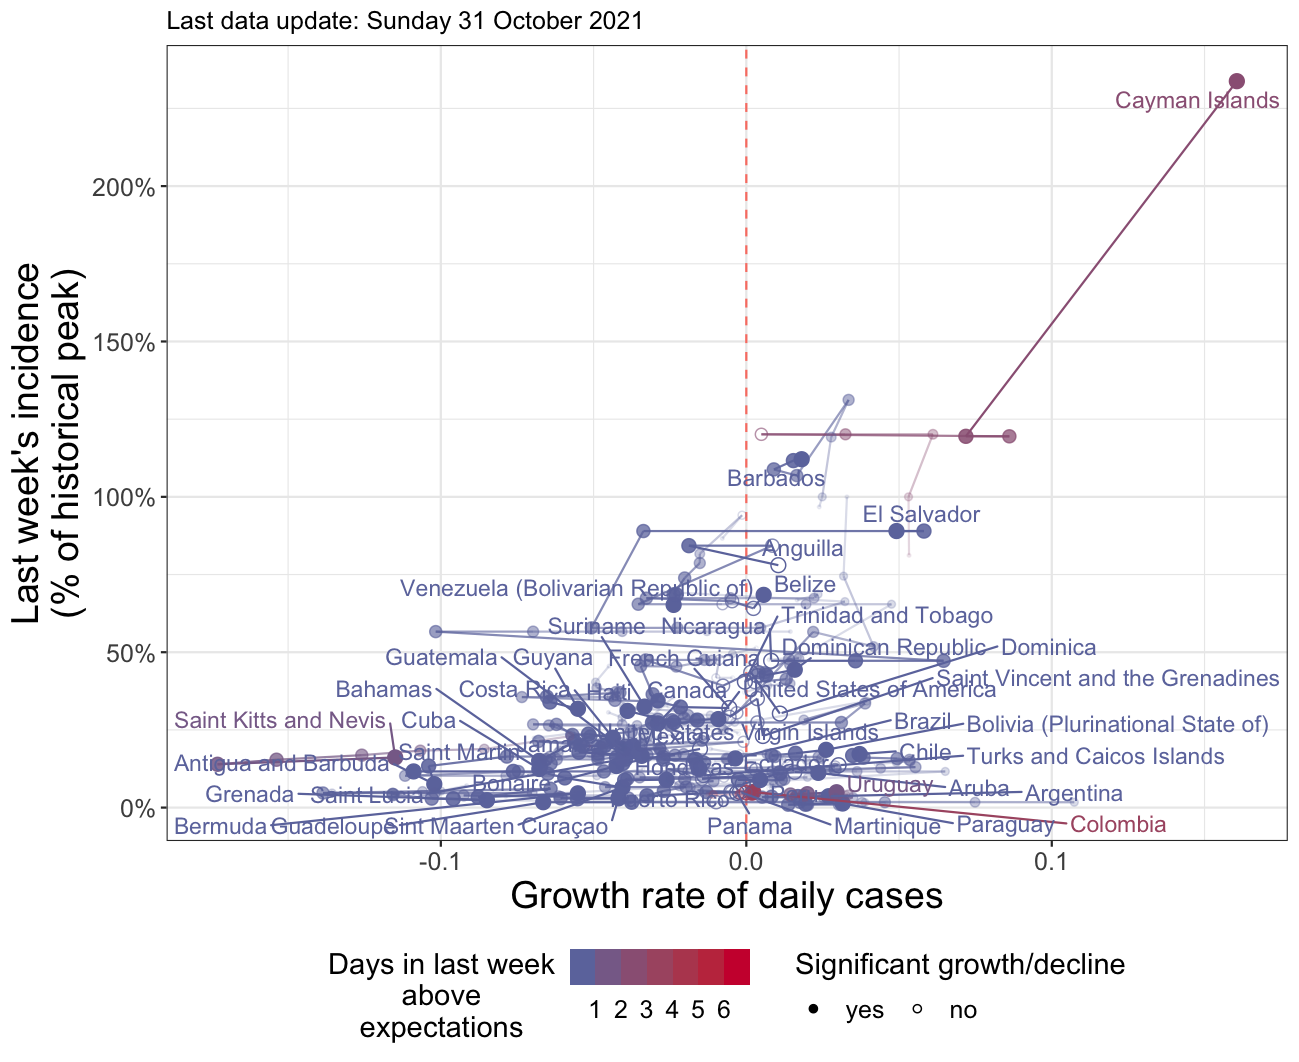 Last data update: Sunday 31 October 2021
Last week's incidence
(% of historical peak)
200%
150%
100%
50%
0%
Cayman Islands
Barbados
El Salvador
Anguilla
Venezuela (Bolivarian Republic of)
Belize
Trinidad and Tobago
Suriname
Nicaragua
Dominican Republic
Dominica
Guatemala
Guyana
French Guiana
Saint Vincent and the Grenadines
Bahamas
Costa Rica
Haiti
Canada
United States of America
Saint Kitts and Nevis
Cuba
United States Virgin Islands
Brazil
Bolivia (Plurinational State of)
Saint Martin
Jamaica
Mexico
Chile
Turks and Caicos Islands
Antigua and Barbuda
Honduras
Ecuador
Bonaire
Uruguay
Aruba
Argentina
Grenada
Saint Lucia
Puerto Rico
Peru
Bermuda
Guadeloupe
Sint Maarten
Curaçao
Panama
Martinique
Paraguay
Colombia
-0.1
0.0
0.1
Growth rate of daily cases
Days in last week
above
expectations
1 2 3 4 5 6
Significant growth/decline
yes
no